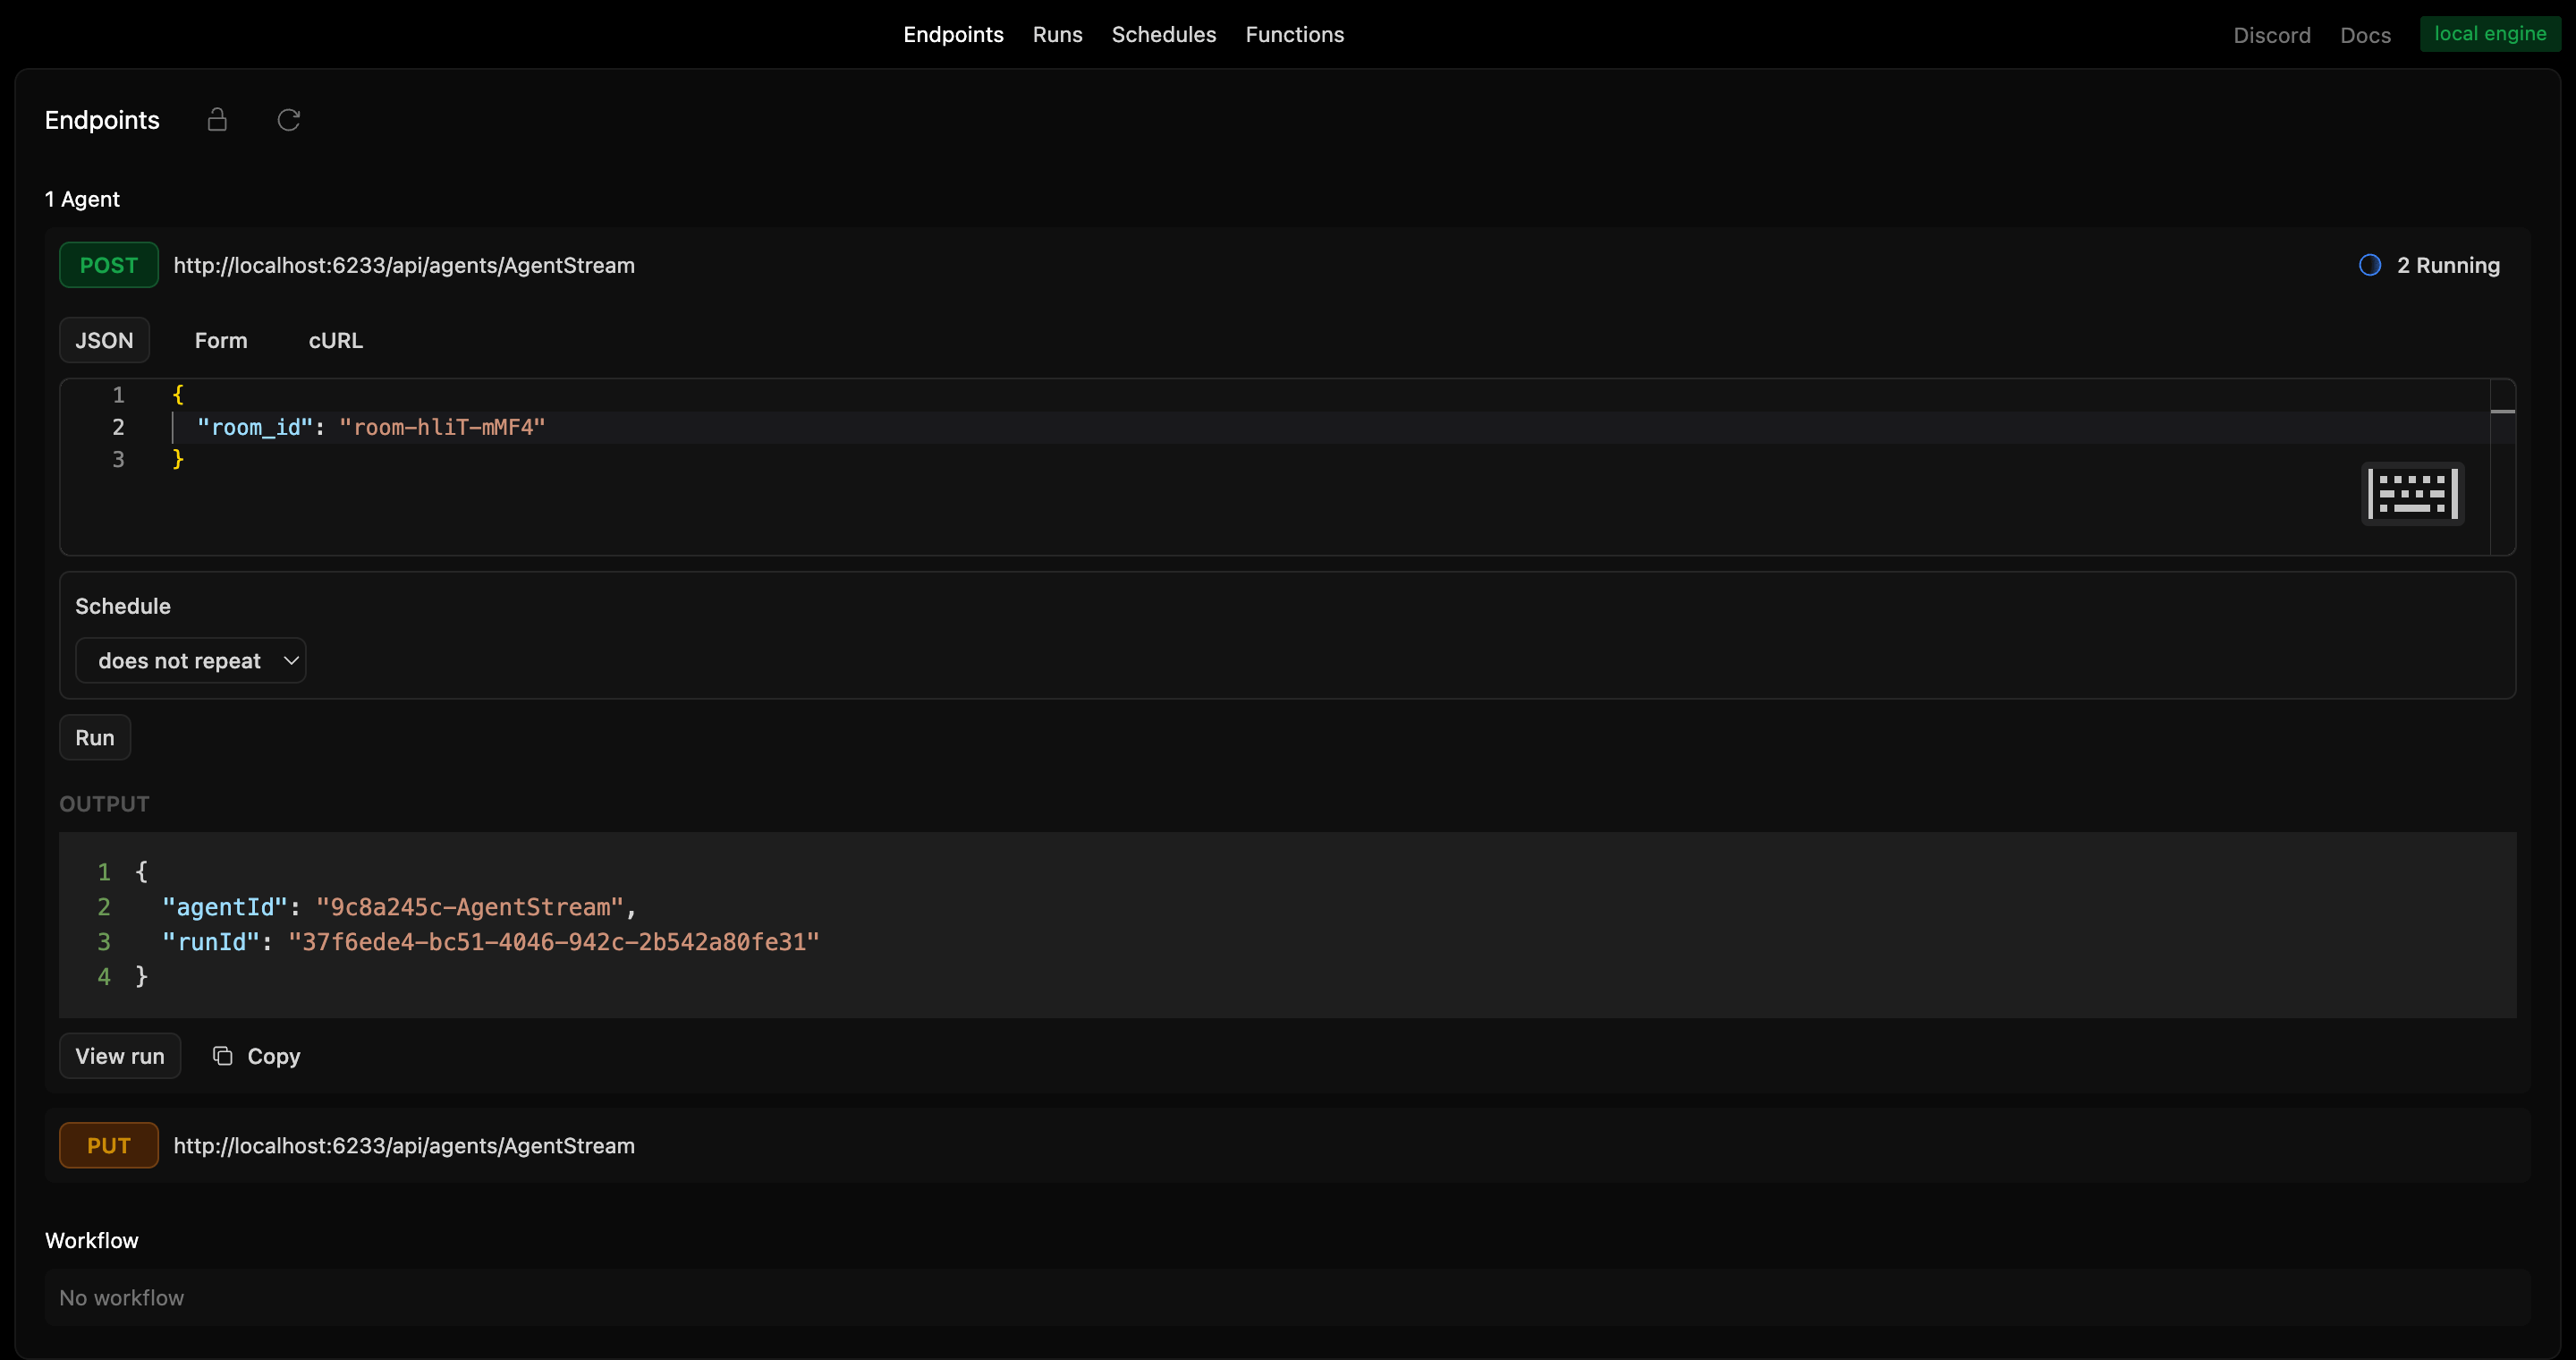 Endpoints Runs Schedules Functions Discord Docs local engine
Endpoints
1 Agent
POST http://localhost:6233/api/agents/AgentStream 2 Running
JSON Form cURL
1 {
2 "room_id": "room-hliT-mMF4"
3 }
Schedule
does not repeat
Run
OUTPUT
1 {
2 "agentId": "9c8a245c-AgentStream",
3 "runId": "37f6ede4-bc51-4046-942c-2b542a80fe31"
4 }
View run Copy
PUT http://localhost:6233/api/agents/AgentStream
Workflow
No workflow